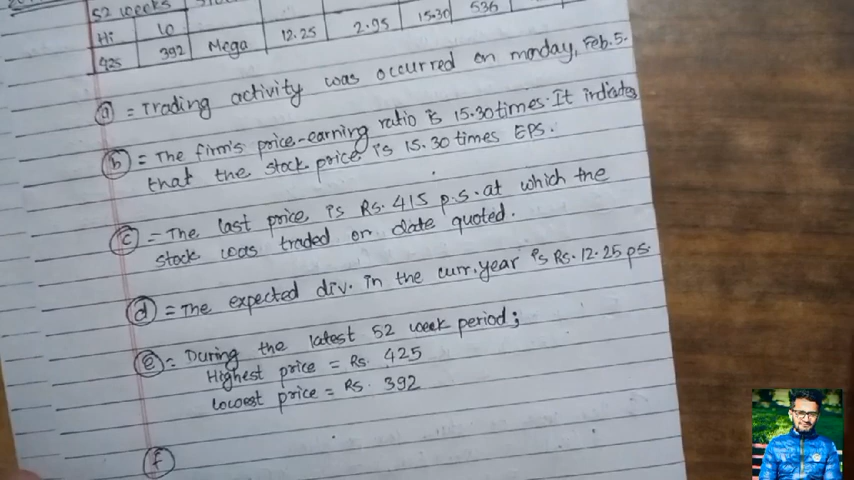 52 weeks
Hi Lo
425 392 Mega 12.25 2.95 15.30 536
(a) = Trading activity was occurred on monday, Feb.5.
(b) = The firm's price-earning ratio is 15.30 times. It indicates
that the stock price is 15.30 times EPS.
(c) = The last price is Rs. 415 p.s. at which the
stock was traded on date quoted.
(d) = The expected div. in the curr. year is Rs. 12.25 ps.
(e) = During the latest 52 week period;
Highest price = Rs. 425
Lowest price = Rs. 392
(f)